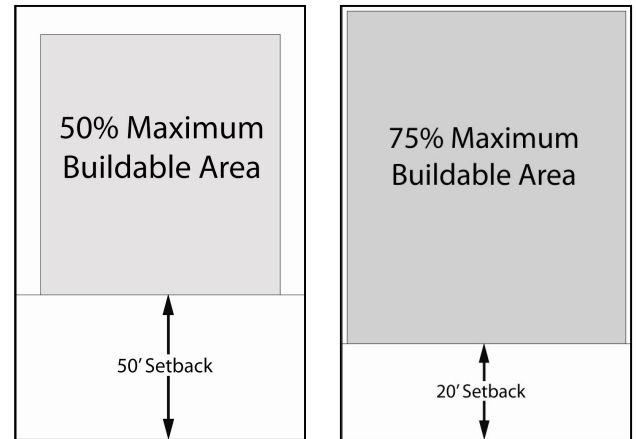 50% Maximum
Buildable Area
50' Setback
75% Maximum
Buildable Area
20' Setback